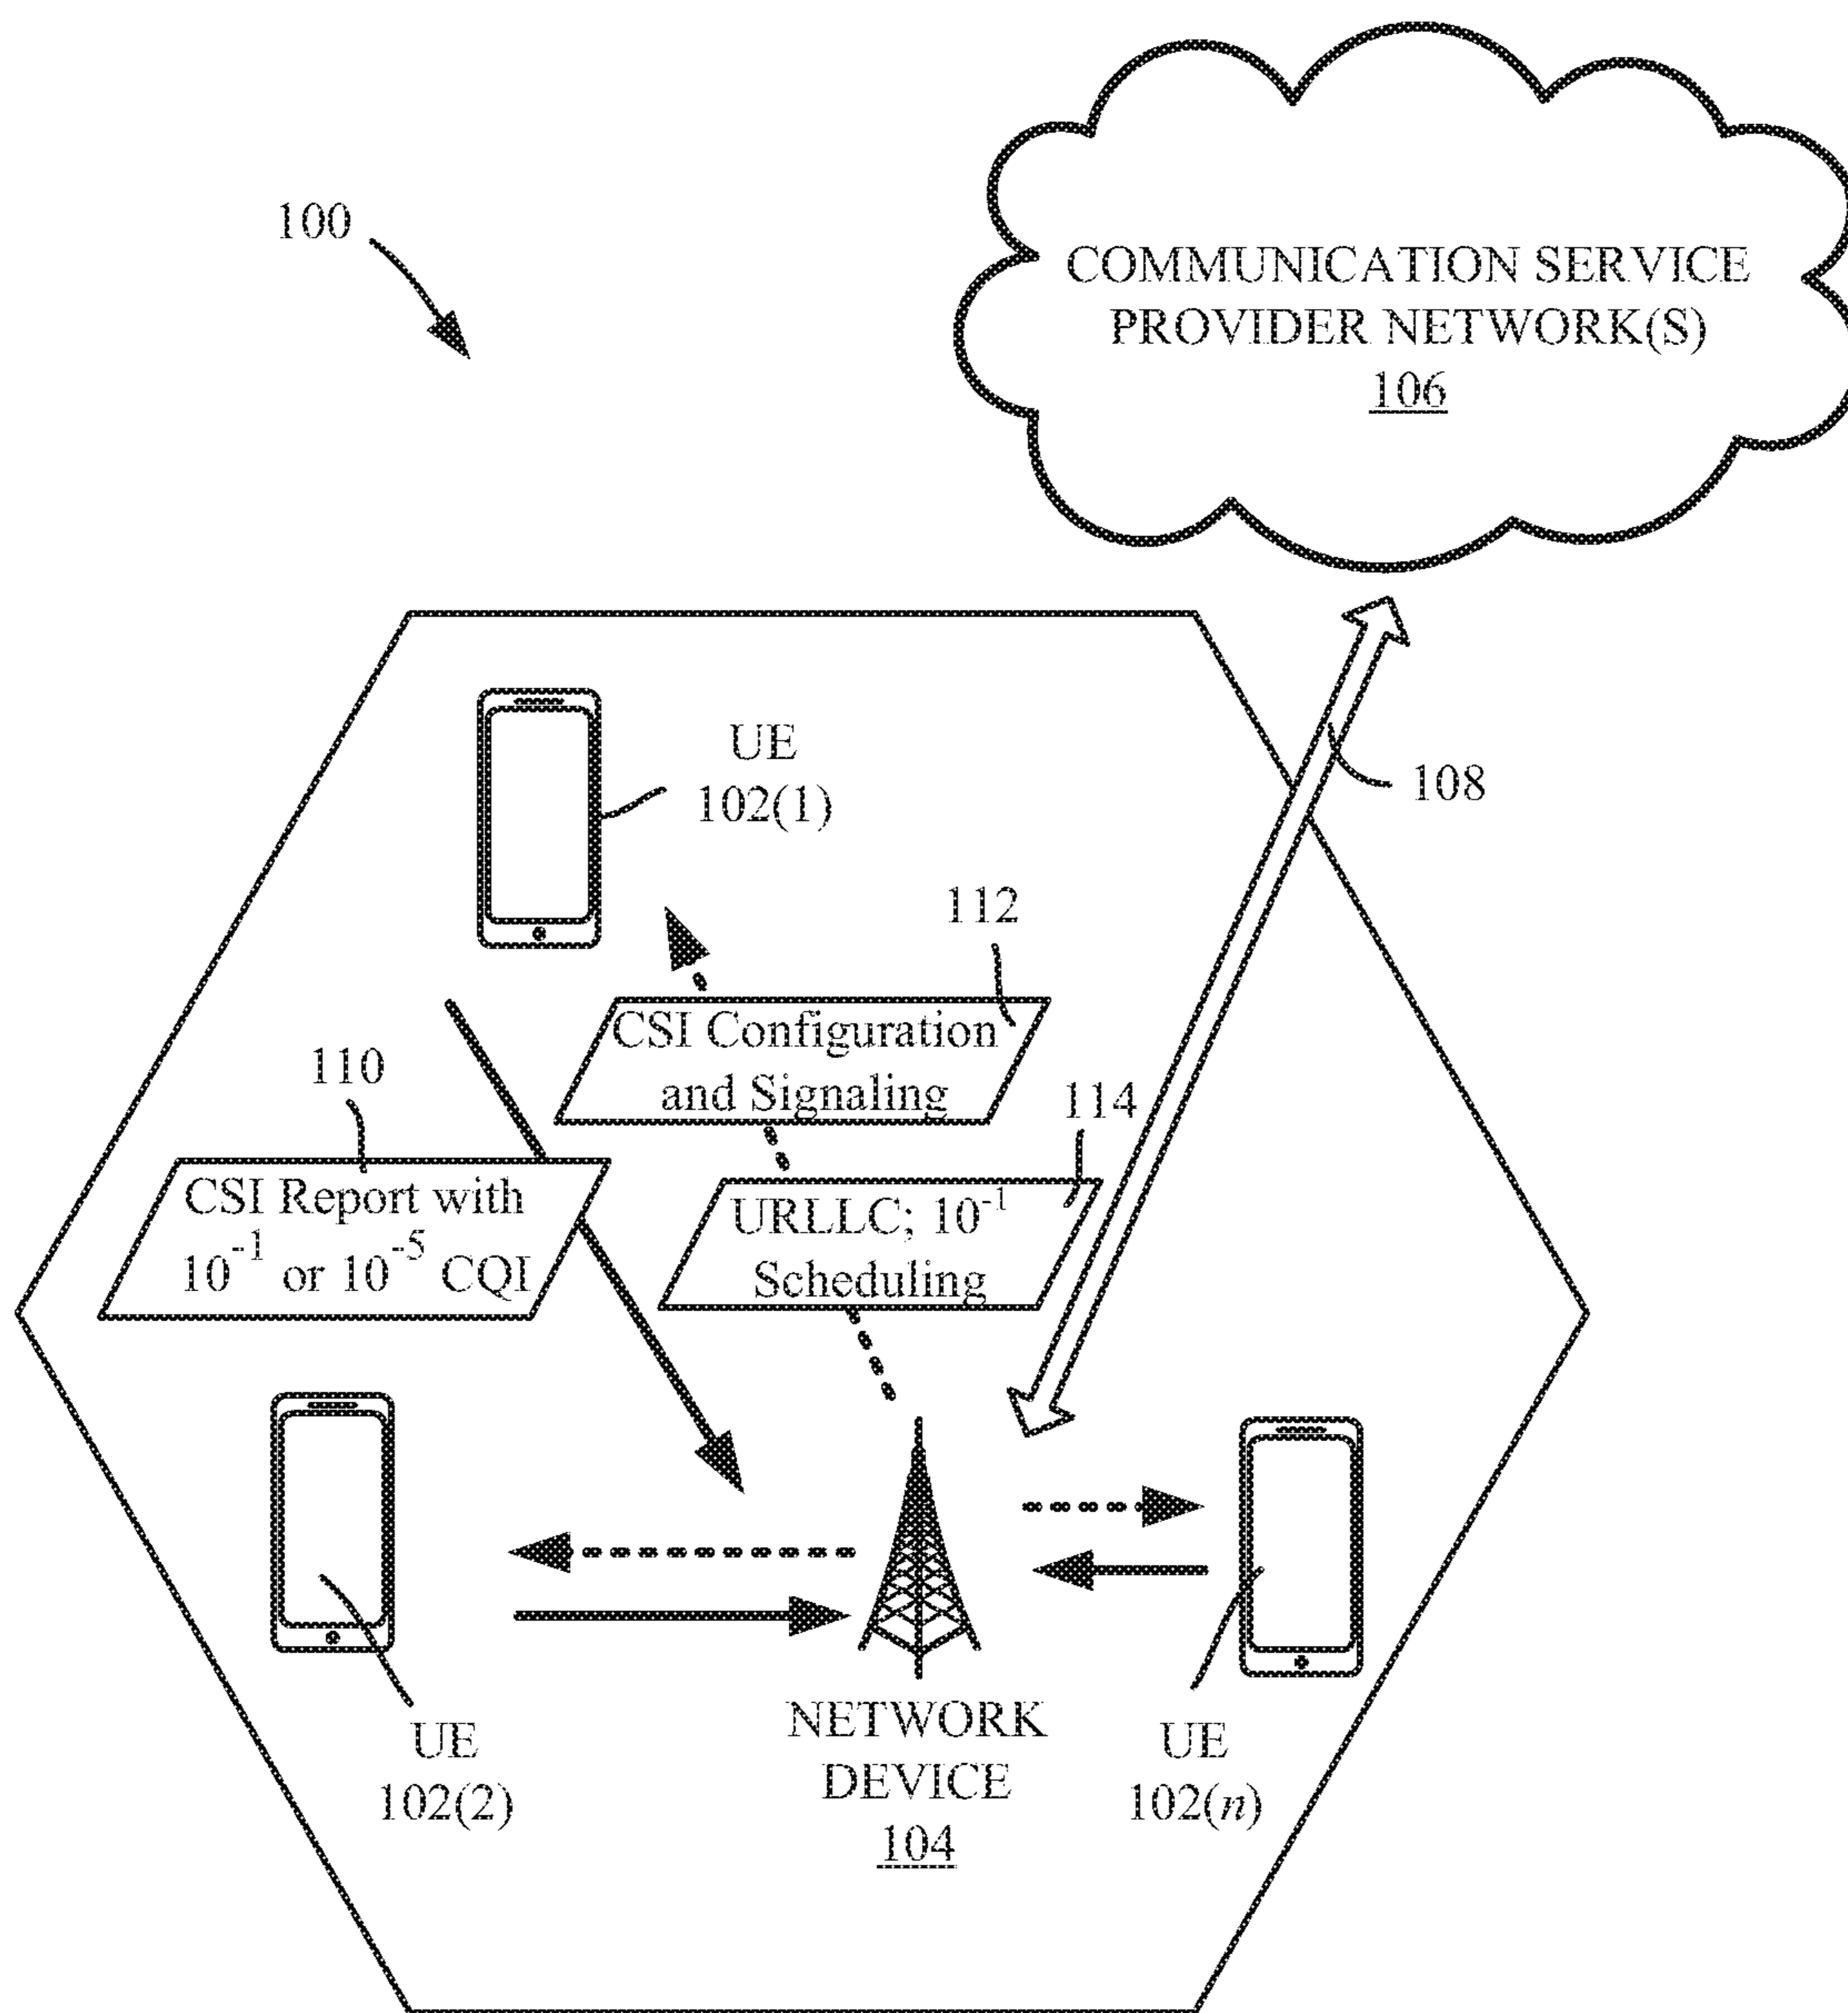 100
COMMUNICATION SERVICE
PROVIDER NETWORK(S)
106
UE
102(1)
108
112
CSI Configuration
and Signaling
110
114
CSI Report with
10⁻¹ or 10⁻⁵ CQI
URLLC; 10⁻¹
Scheduling
UE
102(2)
NETWORK
DEVICE
104
UE
102(n)